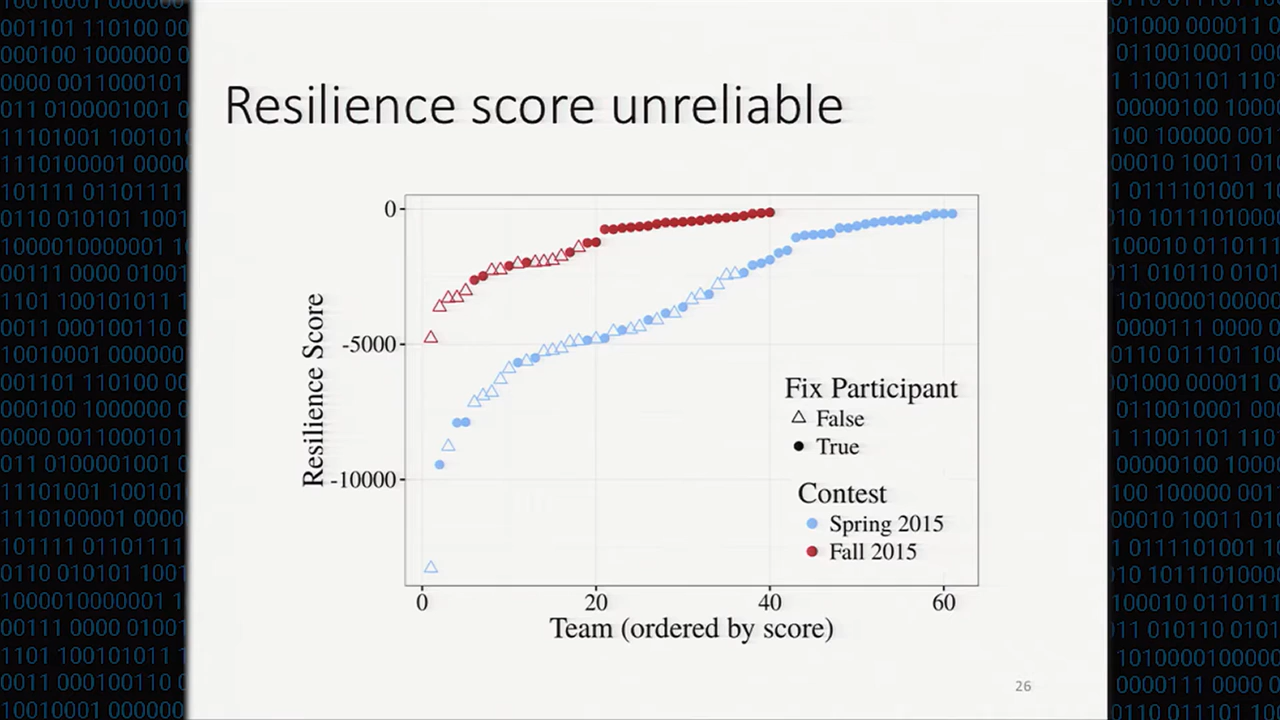 Resilience score unreliable
0
-5000
-10000
Resilience Score
Fix Participant
False
True
Contest
Spring 2015
Fall 2015
0 20 40 60
Team (ordered by score)
26